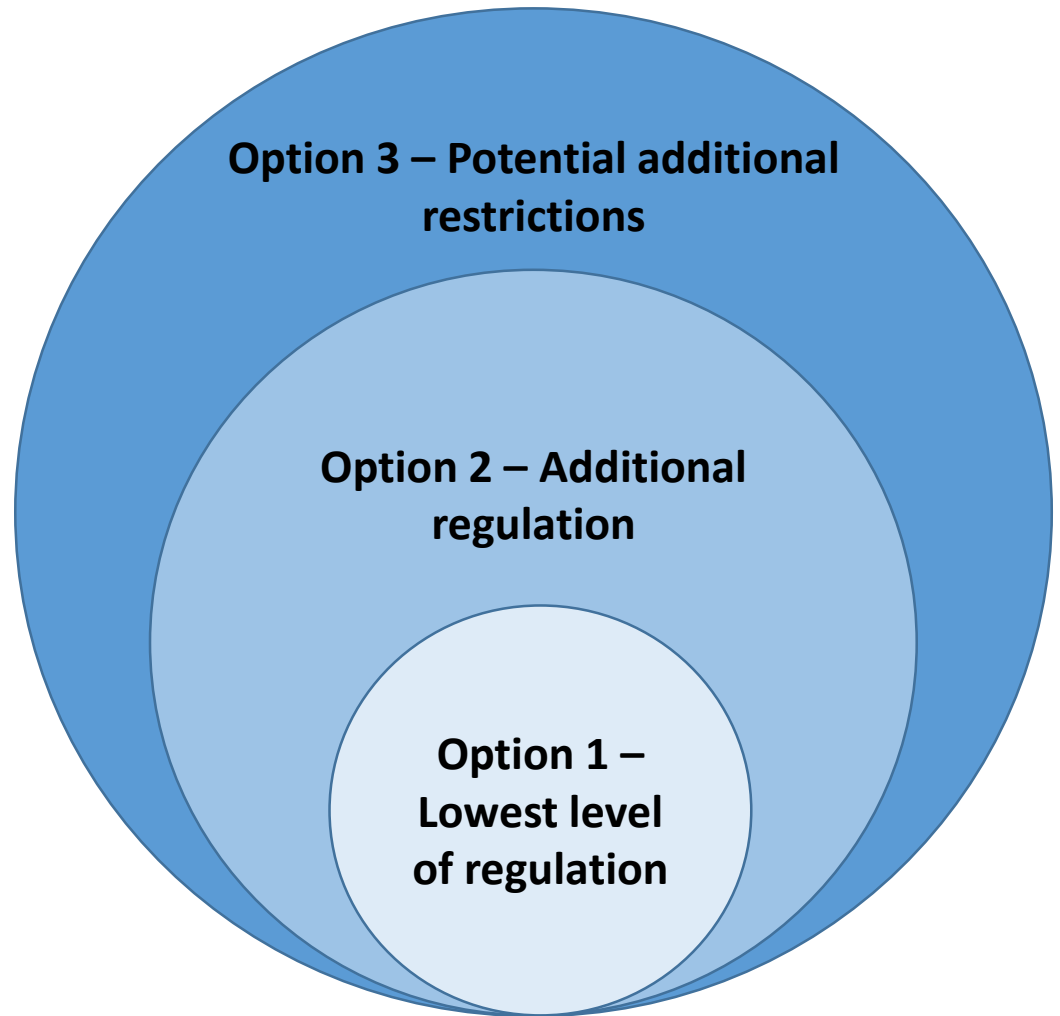 Option 3 – Potential additional
restrictions
Option 2 – Additional
regulation
Option 1 –
Lowest level
of regulation